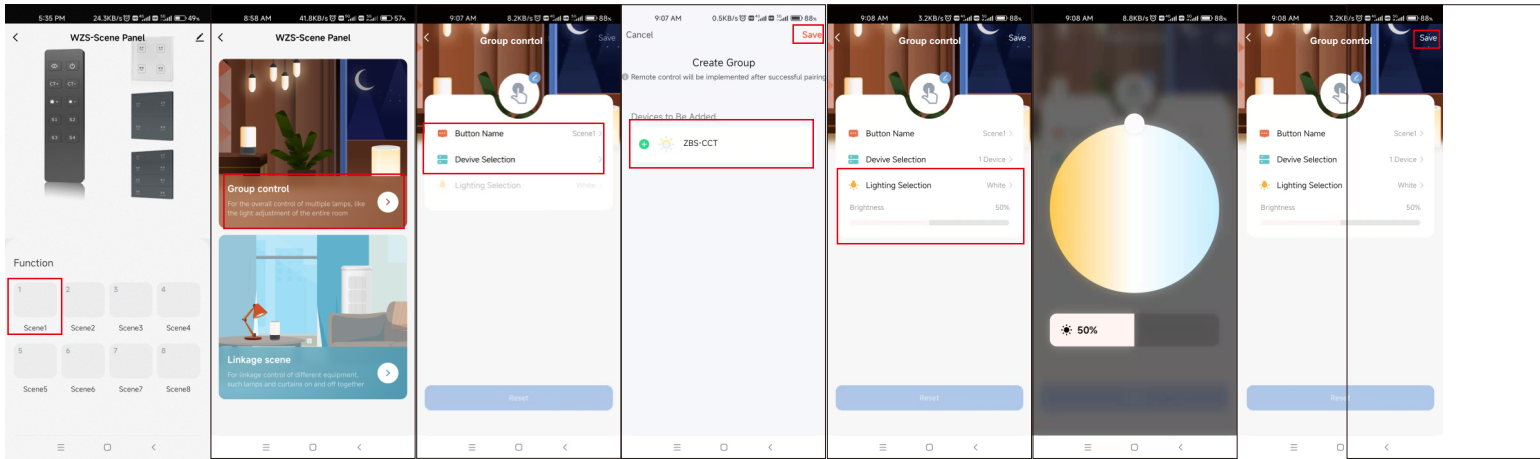 5:35 PM 24.3KB/s 49%
WZS-Scene Panel
CT- CT+
S1 S2
S3 S4
Function
1 2 3 4
Scene1 Scene2 Scene3 Scene4
5 6 7 8
Scene5 Scene6 Scene7 Scene8
8:58 AM 41.8KB/s 57%
WZS-Scene Panel
Group control
For the overall control of multiple lamps, like
the light adjustment of the entire room
Linkage scene
For linkage control of different equipment,
such lamps and curtains on and off together
9:07 AM 8.2KB/s 88%
Group conrtol Save
Button Name Scene1
Devive Selection
Lighting Selection White
Reset
9:07 AM 0.5KB/s 88%
Cancel Save
Create Group
Remote control will be implemented after successful pairing
Devices to Be Added
ZBS-CCT
9:08 AM 3.2KB/s 88%
Group conrtol Save
Button Name Scene1
Devive Selection 1 Device
Lighting Selection White
Brightness 50%
Reset
9:08 AM 8.8KB/s 88%
50%
9:08 AM 3.2KB/s 88%
Group conrtol Save
Button Name Scene1
Devive Selection 1 Device
Lighting Selection White
Brightness 50%
Reset